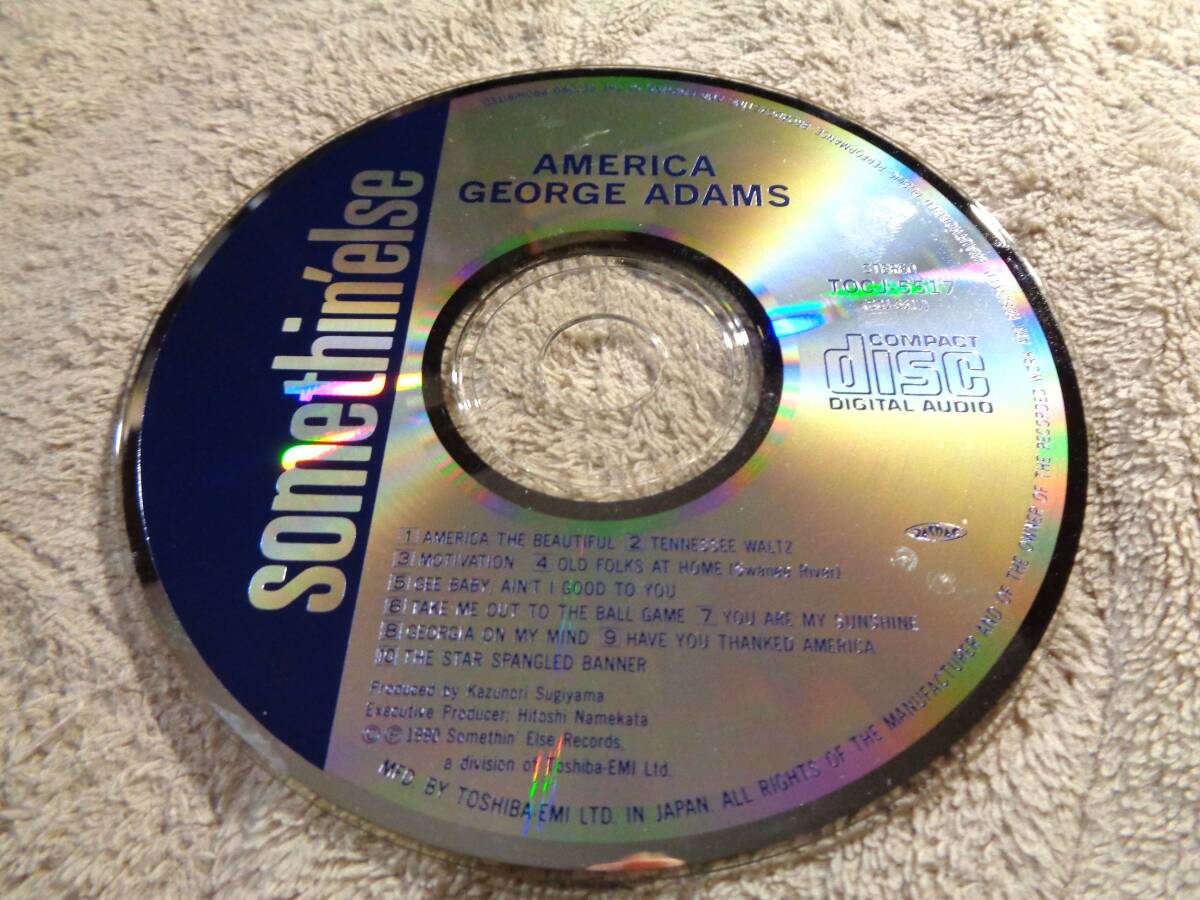 AMERICA
GEORGE ADAMS
somethin'else
STEREO
TOCJ-5517
COMPACT
disc
DIGITAL AUDIO
1 AMERICA THE BEAUTIFUL 2 TENNESSEE WALTZ
3 MOTIVATION 4 OLD FOLKS AT HOME (Swanee River)
5 GEE BABY, AIN'T I GOOD TO YOU
6 TAKE ME OUT TO THE BALL GAME 7 YOU ARE MY SUNSHINE
8 GEORGIA ON MY MIND 9 HAVE YOU THANKED AMERICA
10 THE STAR SPANGLED BANNER
Produced by Kazunori Sugiyama
Executive Producer; Hitoshi Namekata
©℗ 1990 Somethin' Else Records,
a division of Toshiba-EMI Ltd.
MFD. BY TOSHIBA-EMI LTD. IN JAPAN. ALL RIGHTS OF THE MANUFACTURER AND OF THE OWNER OF THE RECORDED WORK